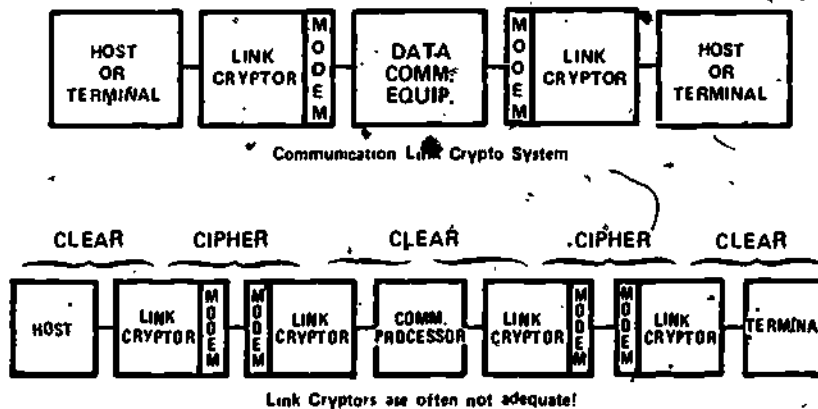 HOST OR TERMINAL
LINK CRYPTOR
MODEM
DATA COMM. EQUIP.
MODEM
LINK CRYPTOR
HOST OR TERMINAL
Communication Link Crypto System
CLEAR CIPHER CLEAR CIPHER CLEAR
HOST
LINK CRYPTOR
MODEM
MODEM
LINK CRYPTOR
COMM. PROCESSOR
LINK CRYPTOR
MODEM
MODEM
LINK CRYPTOR
TERMINA
Link Cryptors are often not adequate!